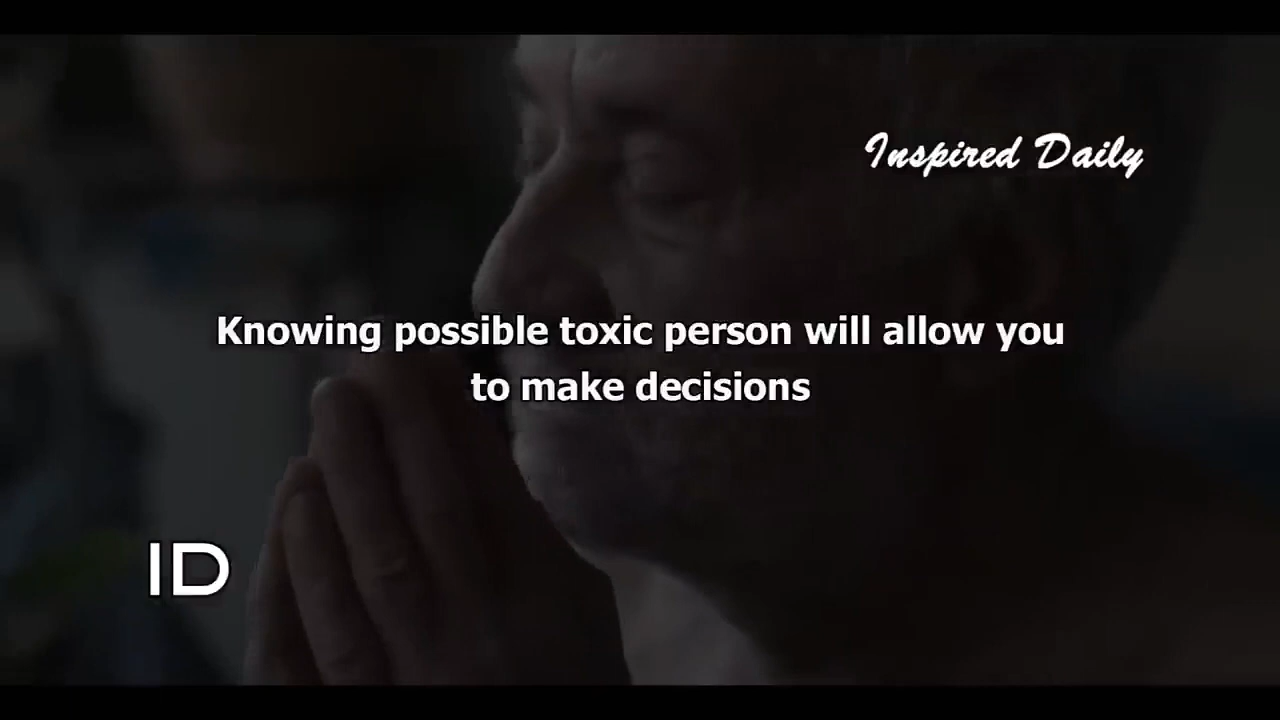 Inspired Daily
Knowing possible toxic person will allow you
to make decisions
ID